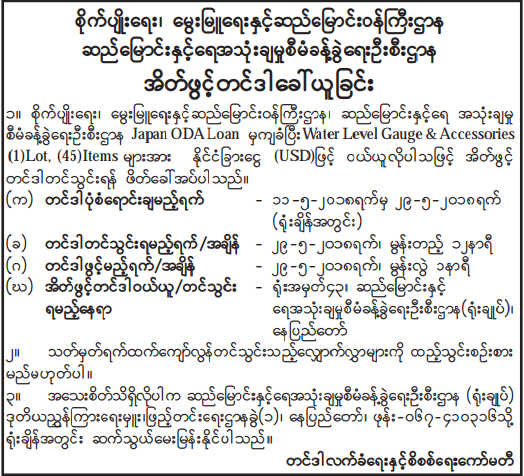 စိုက်ပျိုးရေး၊ မွေးမြူရေးနှင့်ဆည်မြောင်းဝန်ကြီးဌာန
ဆည်မြောင်းနှင့်ရေအသုံးချမှုစီမံခန့်ခွဲရေးဦးစီးဌာန
အိတ်ဖွင့်တင်ဒါခေါ်ယူခြင်း
၁။ စိုက်ပျိုးရေး၊ မွေးမြူရေးနှင့်ဆည်မြောင်းဝန်ကြီးဌာန၊ ဆည်မြောင်းနှင့်ရေ အသုံးချမှု
စီမံခန့်ခွဲရေးဦးစီးဌာန Japan ODA Loan မှကျခံပြီး Water Level Gauge & Accessories
(1)Lot, (45)Items များအား နိုင်ငံခြားငွေ (USD)ဖြင့် ဝယ်ယူလိုပါသဖြင့် အိတ်ဖွင့်
တင်ဒါတင်သွင်းရန် ဖိတ်ခေါ်အပ်ပါသည်။
(က) တင်ဒါပုံစံရောင်းချမည့်ရက် - ၁၁-၅-၂၀၁၈ရက်မှ ၂၉-၅-၂၀၁၈ရက်
(ရုံးချိန်အတွင်း)
(ခ) တင်ဒါတင်သွင်းရမည့်ရက်/အချိန် - ၂၉-၅-၂၀၁၈ရက်၊ မွန်းတည့် ၁၂နာရီ
(ဂ) တင်ဒါဖွင့်မည့်ရက်/အချိန် - ၂၉-၅-၂၀၁၈ရက်၊ မွန်းလွဲ ၁နာရီ
(ဃ) အိတ်ဖွင့်တင်ဒါဝယ်ယူ/တင်သွင်း - ရုံးအမှတ်၄၃၊ ဆည်မြောင်းနှင့်
ရမည့်နေရာ ရေအသုံးချမှုစီမံခန့်ခွဲရေးဦးစီးဌာန(ရုံးချုပ်)၊
နေပြည်တော်
၂။ သတ်မှတ်ရက်ထက်ကျော်လွန်တင်သွင်းသည့်လျှောက်လွှာများကို ထည့်သွင်းစဉ်းစား
မည်မဟုတ်ပါ။
၃။ အသေးစိတ်သိရှိလိုပါက ဆည်မြောင်းနှင့်ရေအသုံးချမှုစီမံခန့်ခွဲရေးဦးစီးဌာန (ရုံးချုပ်)
ဒုတိယညွှန်ကြားရေးမှူး၊ဖြည့်တင်းရေးဌာနခွဲ(၁)၊ နေပြည်တော်၊ ဖုန်း-၀၆၇-၄၁၀၃၁၆သို့
ရုံးချိန်အတွင်း ဆက်သွယ်မေးမြန်းနိုင်ပါသည်။
တင်ဒါလက်ခံရေးနှင့်စိစစ်ရေးကော်မတီ